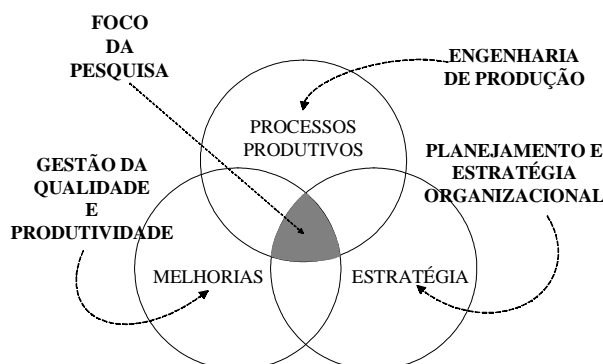 FOCO
DA
PESQUISA
ENGENHARIA
DE PRODUÇÃO
PROCESSOS
PRODUTIVOS
GESTÃO DA
QUALIDADE
E
PRODUTIVIDADE
PLANEJAMENTO E
ESTRATÉGIA
ORGANIZACIONAL
MELHORIAS
ESTRATÉGIA